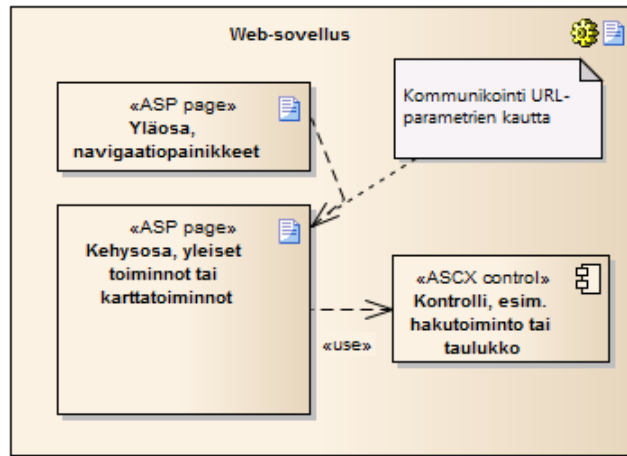 Web-sovellus
«ASP page»
Yläosa,
navigaatiopainikkeet
Kommunikointi URL-
parametrien kautta
«ASP page»
Kehysosa, yleiset
toiminnot tai
karttatoiminnot
«ASCX control»
Kontrolli, esim.
hakutoiminto tai
taulukko
«use»